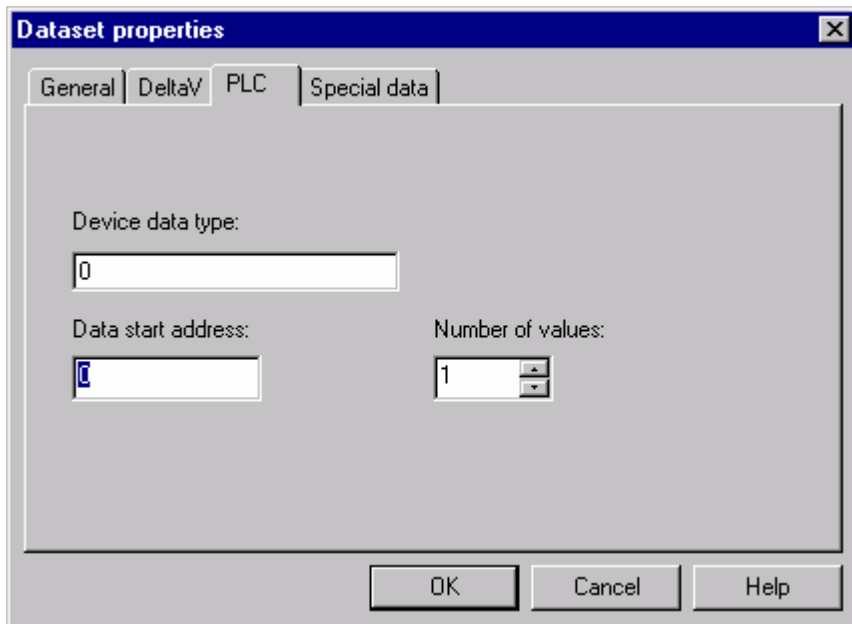 Dataset properties
General DeltaV PLC Special data
Device data type:
0
Data start address: Number of values:
0 1
OK Cancel Help